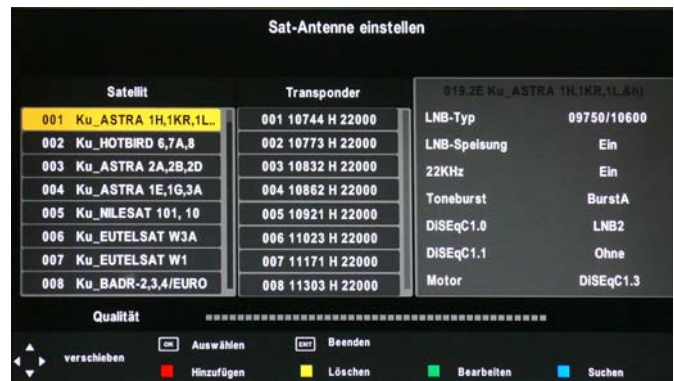 Sat-Antenne einstellen
Satellit
001 Ku_ASTRA 1H,1KR,1L..
002 Ku_HOTBIRD 6,7A,8
003 Ku_ASTRA 2A,2B,2D
004 Ku_ASTRA 1E,1G,3A
005 Ku_NILESAT 101, 10
006 Ku_EUTELSAT W3A
007 Ku_EUTELSAT W1
008 Ku_BADR-2,3,4/EURO
Transponder
001 10744 H 22000
002 10773 H 22000
003 10832 H 22000
004 10862 H 22000
005 10921 H 22000
006 11023 H 22000
007 11171 H 22000
008 11303 H 22000
019.2E Ku_ASTRA 1H,1KR,1L,&h)
LNB-Typ 09750/10600
LNB-Speisung Ein
22KHz Ein
Toneburst BurstA
DiSEqC1.0 LNB2
DiSEqC1.1 Ohne
Motor DiSEqC1.3
Qualität
verschieben
OK Auswählen
EXIT Beenden
Hinzufügen
Löschen
Bearbeiten
Suchen